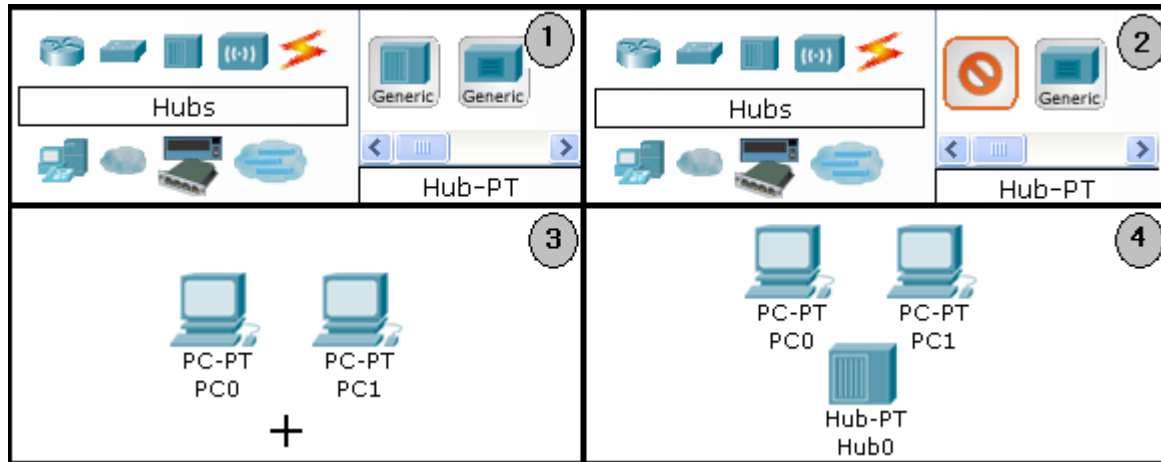 1
Hubs
Generic Generic
Hub-PT
2
Hubs
Generic
Hub-PT
3
PC-PT PC-PT
PC0 PC1
4
PC-PT PC-PT
PC0 PC1
Hub-PT
Hub0